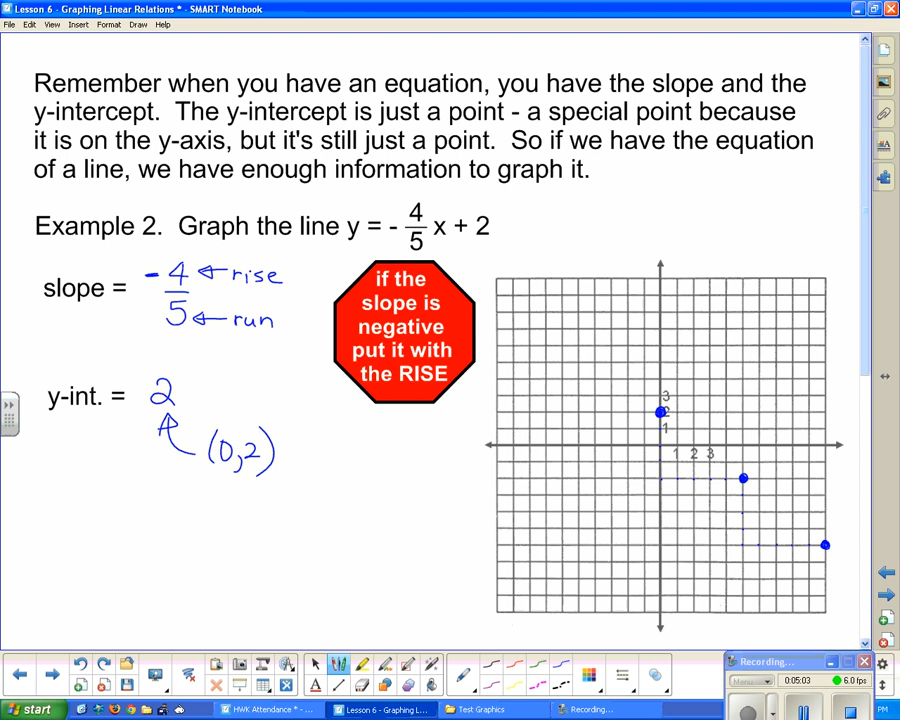 Lesson 6 - Graphing Linear Relations * - SMART Notebook
File Edit View Insert Format Draw Help
Remember when you have an equation, you have the slope and the
y-intercept. The y-intercept is just a point - a special point because
it is on the y-axis, but it's still just a point. So if we have the equation
of a line, we have enough information to graph it.
Example 2. Graph the line y = - 4/5 x + 2
slope = -4/5
← rise
← run
if the
slope is
negative
put it with
the RISE
y-int. = 2
(0,2)
3
2
1
1 2 3
Recording...
Menu
00:05:03 6.0 fps
start
HWK Attendance * - ...
Lesson 6 - Graphing L...
Test Graphics
Recording...
PM